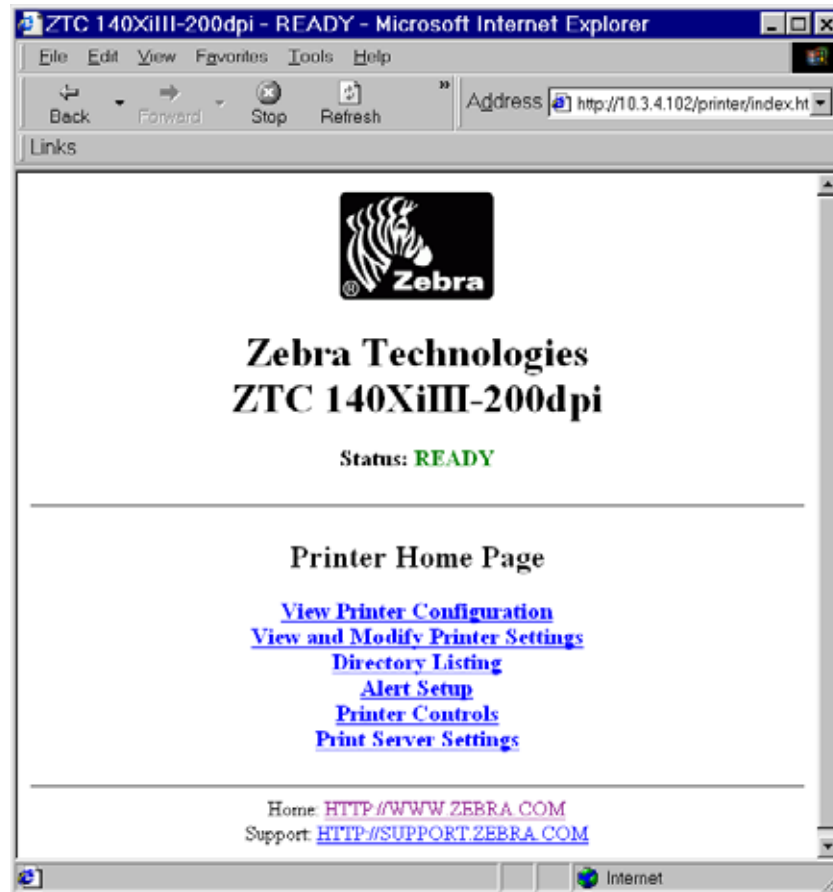 ZTC 140XiIII-200dpi - READY - Microsoft Internet Explorer
File Edit View Favorites Tools Help
Back Forward Stop Refresh » Address http://10.3.4.102/printer/index.ht
Links
® Zebra
Zebra Technologies
ZTC 140XiIII-200dpi
Status: READY
Printer Home Page
View Printer Configuration
View and Modify Printer Settings
Directory Listing
Alert Setup
Printer Controls
Print Server Settings
Home: HTTP://WWW.ZEBRA.COM
Support: HTTP://SUPPORT.ZEBRA.COM
Internet